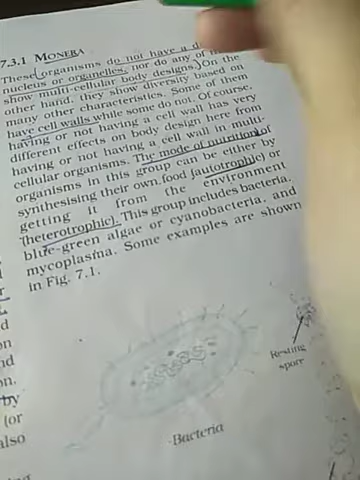 7.3.1 MONERA
These organisms do not have a d
nucleus or organelles, nor do any of
show multi-cellular body designs. On the
other hand, they show diversity based on
many other characteristics. Some of them
have cell walls while some do not. Of course,
having or not having a cell wall has very
different effects on body design here from
having or not having a cell wall in multi-
cellular organisms. The mode of nutrition of
organisms in this group can be either by
synthesising their own food (autotrophic) or
getting it from the environment
(heterotrophic). This group includes bacteria,
blue-green algae or cyanobacteria, and
mycoplasma. Some examples are shown
in Fig. 7.1.
Resting
spore
Bacteria
r
d
on
nd
on.
by
(or
also